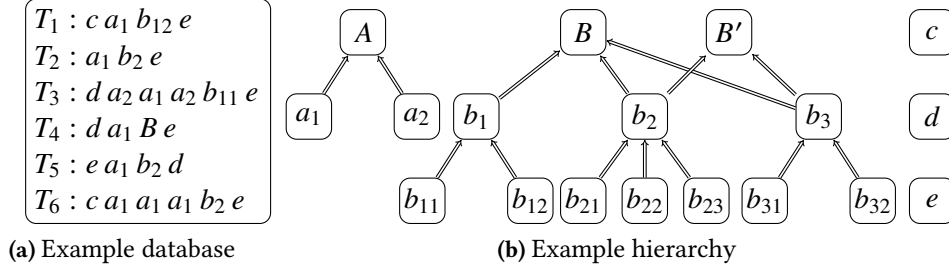 T1 : c a1 b12 e
T2 : a1 b2 e
T3 : d a2 a1 a2 b11 e
T4 : d a1 B e
T5 : e a1 b2 d
T6 : c a1 a1 a1 b2 e
(a) Example database
A B B′ c
a1 a2 b1 b2 b3 d
b11 b12 b21 b22 b23 b31 b32 e
(b) Example hierarchy